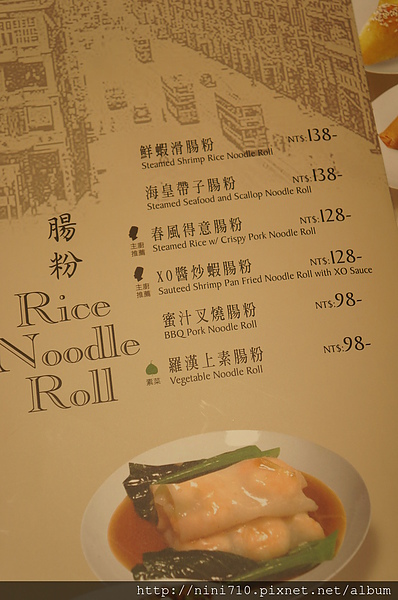 鮮蝦滑腸粉 NT$:138-
Steamed Shrimp Rice Noodle Roll
海皇帶子腸粉 NT$:138-
Steamed Seafood and Scallop Noodle Roll
主廚
推薦
春風得意腸粉 NT$:128-
Steamed Rice w/ Crispy Pork Noodle Roll
主廚
推薦
XO醬炒蝦腸粉 NT$:128-
Sauteed Shrimp Pan Fried Noodle Roll with XO Sauce
蜜汁叉燒腸粉 NT$:98-
BBQ Pork Noodle Roll
素菜
羅漢上素腸粉 NT$:98-
Vegetable Noodle Roll
腸粉
Rice
Noodle
Roll
http://nini710.pixnet.net/album